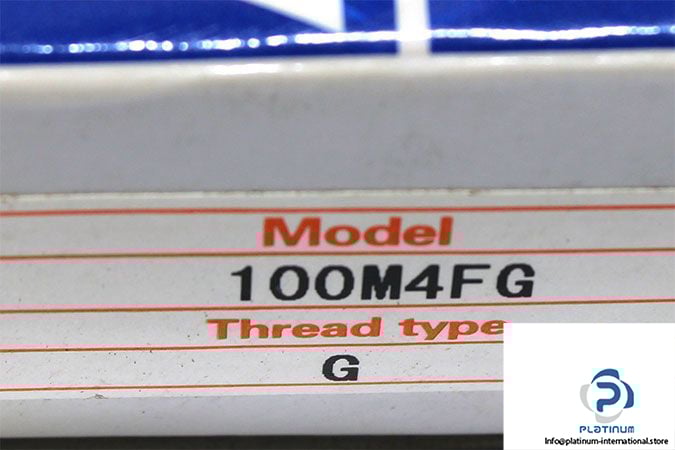 Model
100M4FG
Thread type
G
PLATINUM
Info@platinum-international.store